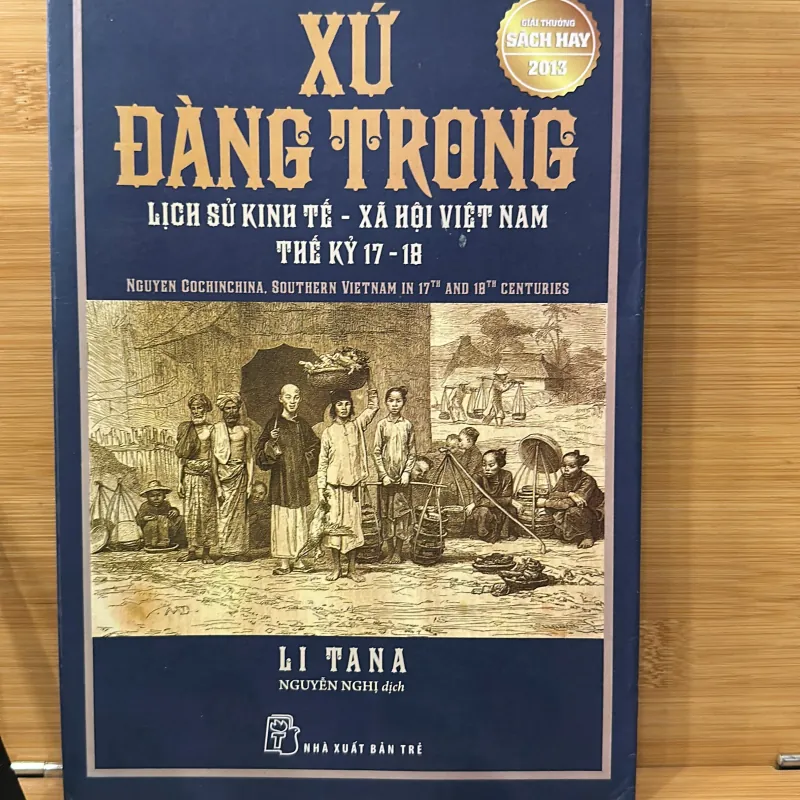 XỨ
ĐÀNG TRONG
GIẢI THƯỞNG
SÁCH HAY
2013
LỊCH SỬ KINH TẾ - XÃ HỘI VIỆT NAM
THẾ KỶ 17 - 18
NGUYEN COCHINCHINA, SOUTHERN VIETNAM IN 17TH AND 18TH CENTURIES
LI TANA
NGUYỄN NGHỊ dịch
T
NHÀ XUẤT BẢN TRẺ